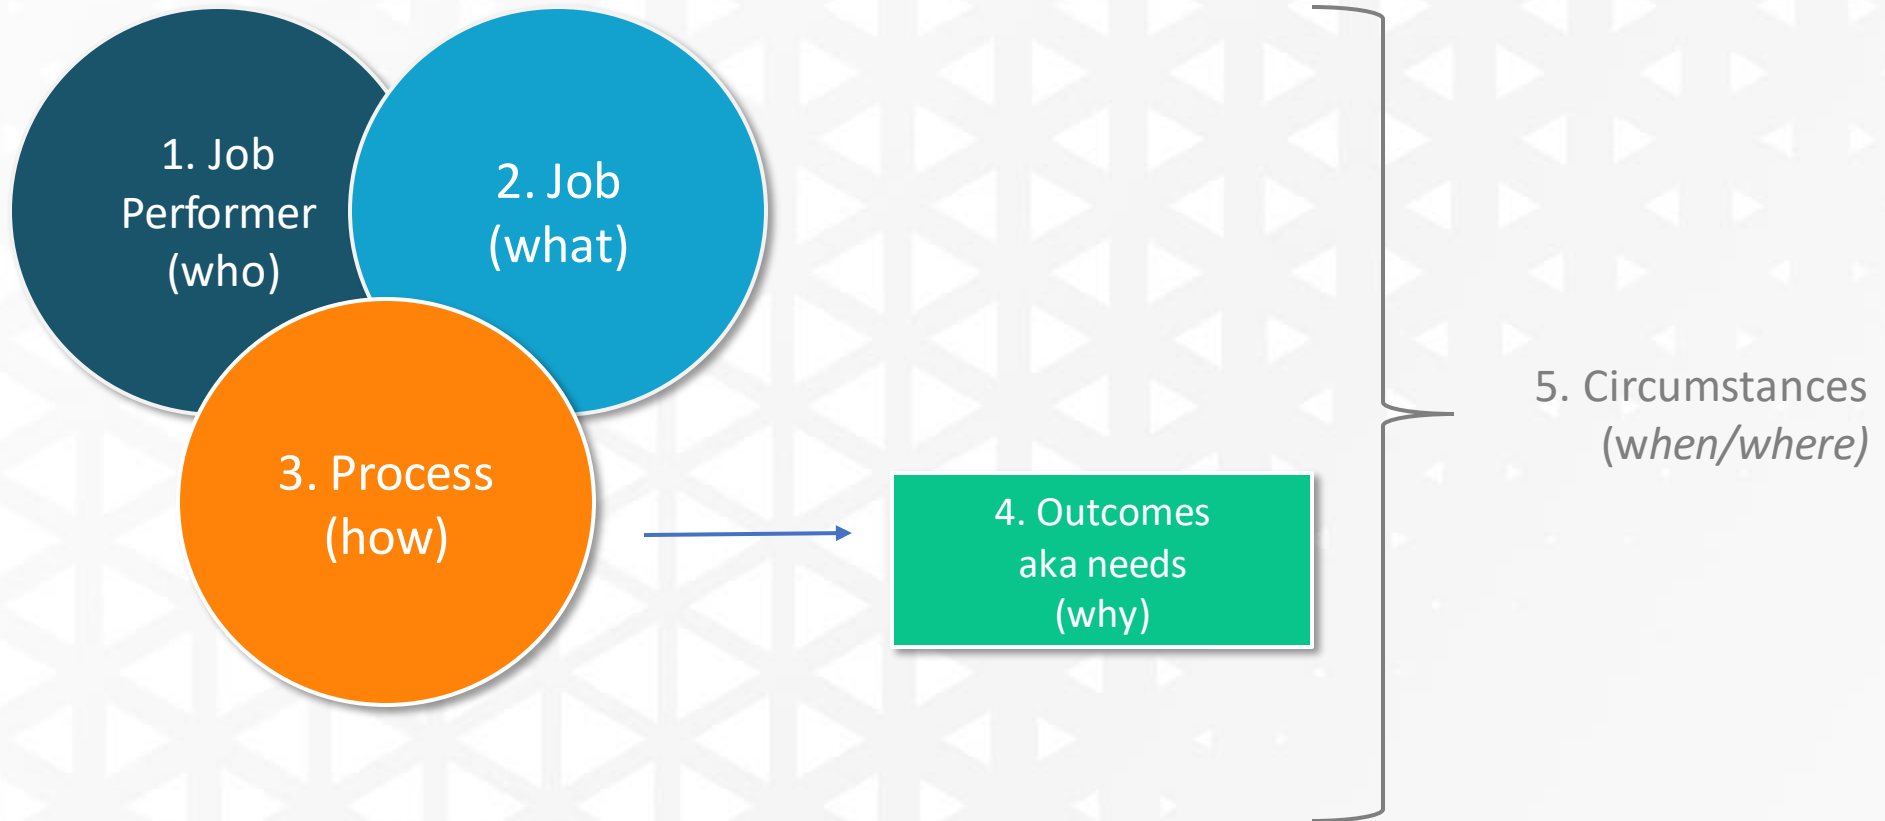 1. Job
Performer
(who)
2. Job
(what)
3. Process
(how)
4. Outcomes
aka needs
(why)
5. Circumstances
(when/where)